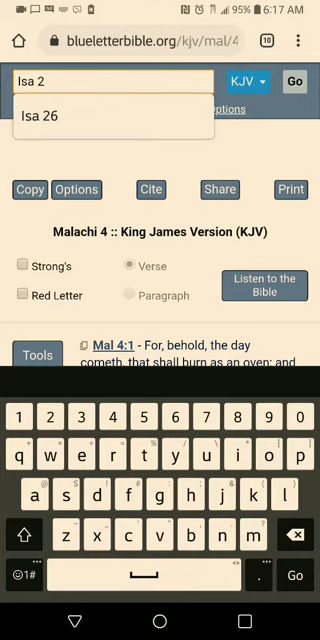 95% 6:17 AM
blueletterbible.org/kjv/mal/4 10
Isa 2 KJV Go
Isa 26
Options
Copy Options Cite Share Print
Malachi 4 :: King James Version (KJV)
Strong's Verse
Red Letter Paragraph
Listen to the
Bible
Tools
Mal 4:1 - For, behold, the day
cometh, that shall burn as an oven; and
1 2 3 4 5 6 7 8 9 0
q w e r t y u i o p
a s d f g h j k l
z x c v b n m
☺1# . Go